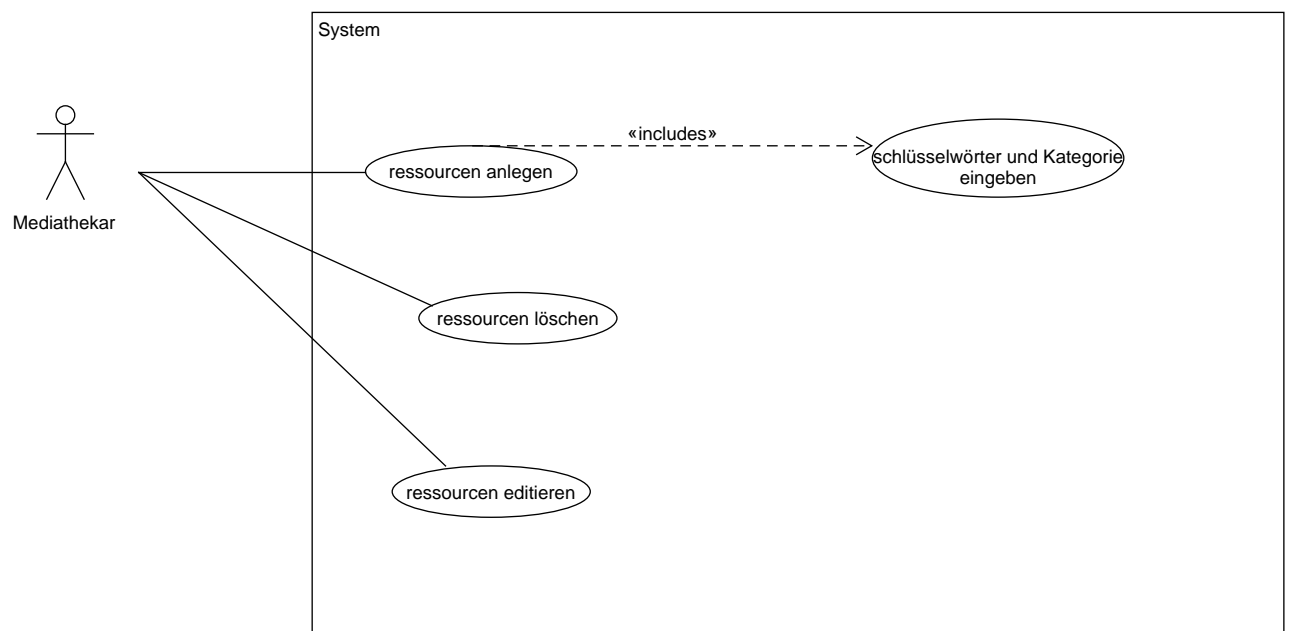 System
«includes»
schlüsselwörter und Kategorie
eingeben
ressourcen anlegen
Mediathekar
ressourcen löschen
ressourcen editieren